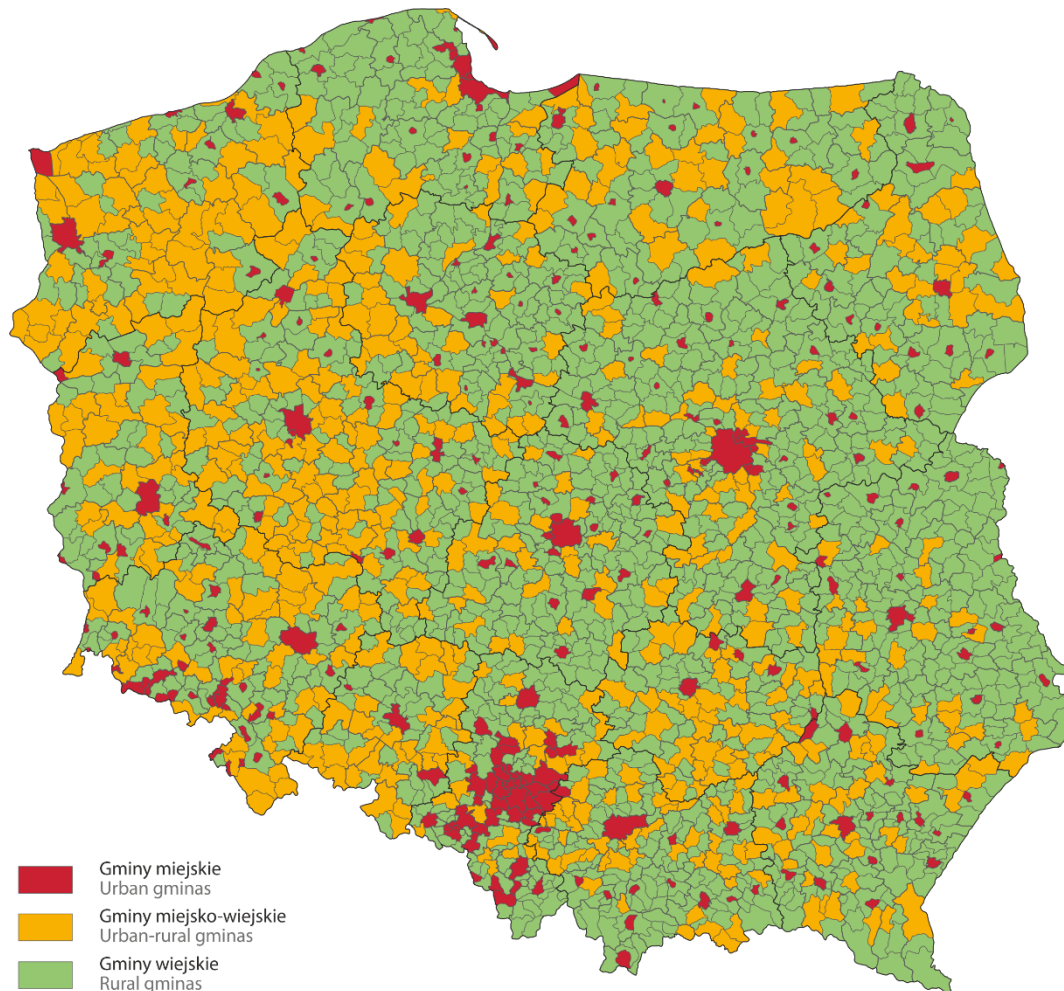 Gminy miejskie
Urban gminas
Gminy miejsko-wiejskie
Urban-rural gminas
Gminy wiejskie
Rural gminas